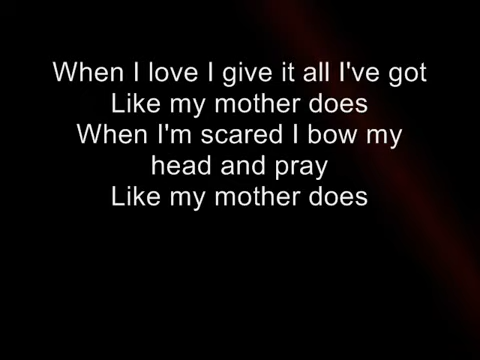 When I love I give it all I've got
Like my mother does
When I'm scared I bow my
head and pray
Like my mother does